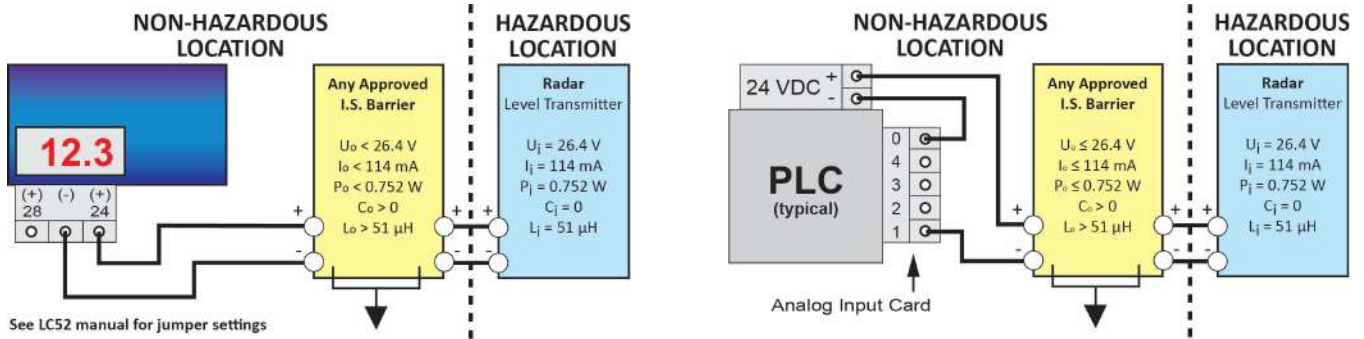 NON-HAZARDOUS
LOCATION
HAZARDOUS
LOCATION
12.3
(+) (-) (+)
28 24
+
-
Any Approved
I.S. Barrier
Uₒ < 26.4 V
Iₒ < 114 mA
Pₒ < 0.752 W
Cₒ > 0
Lₒ > 51 µH
+ +
- -
Radar
Level Transmitter
Uᵢ = 26.4 V
Iᵢ = 114 mA
Pᵢ = 0.752 W
Cᵢ = 0
Lᵢ = 51 µH
See LC52 manual for jumper settings
NON-HAZARDOUS
LOCATION
HAZARDOUS
LOCATION
24 VDC +
-
PLC
(typical)
0
4
3
2
1
Analog Input Card
+
-
Any Approved
I.S. Barrier
Uₒ ≤ 26.4 V
Iₒ ≤ 114 mA
Pₒ ≤ 0.752 W
Cₒ > 0
Lₒ > 51 µH
+ +
- -
Radar
Level Transmitter
Uᵢ = 26.4 V
Iᵢ = 114 mA
Pᵢ = 0.752 W
Cᵢ = 0
Lᵢ = 51 µH